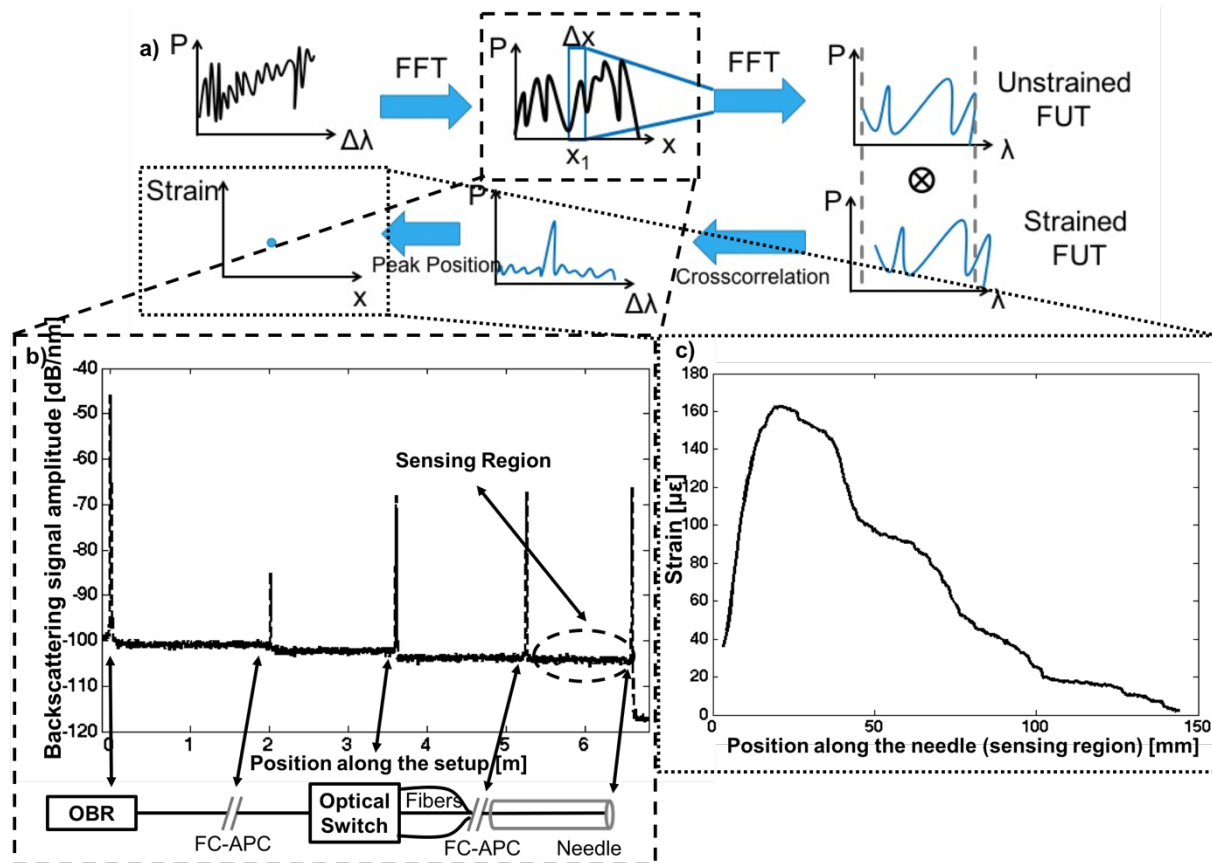 a)
P
Δλ
FFT
P
Δx
x₁
x
FFT
P
λ
Unstrained
FUT
⊗
P
λ
Strained
FUT
Crosscorrelation
P
Δλ
Peak Position
Strain
x
b)
Backscattering signal amplitude [dB/nm]
-40
-50
-60
-70
-80
-90
-100
-110
-120
0
1
2
3
4
5
6
Position along the setup [m]
Sensing Region
OBR
FC-APC
Optical
Switch
Fibers
FC-APC
Needle
c)
Strain [με]
180
160
140
120
100
80
60
40
20
0
50
100
150
Position along the needle (sensing region) [mm]